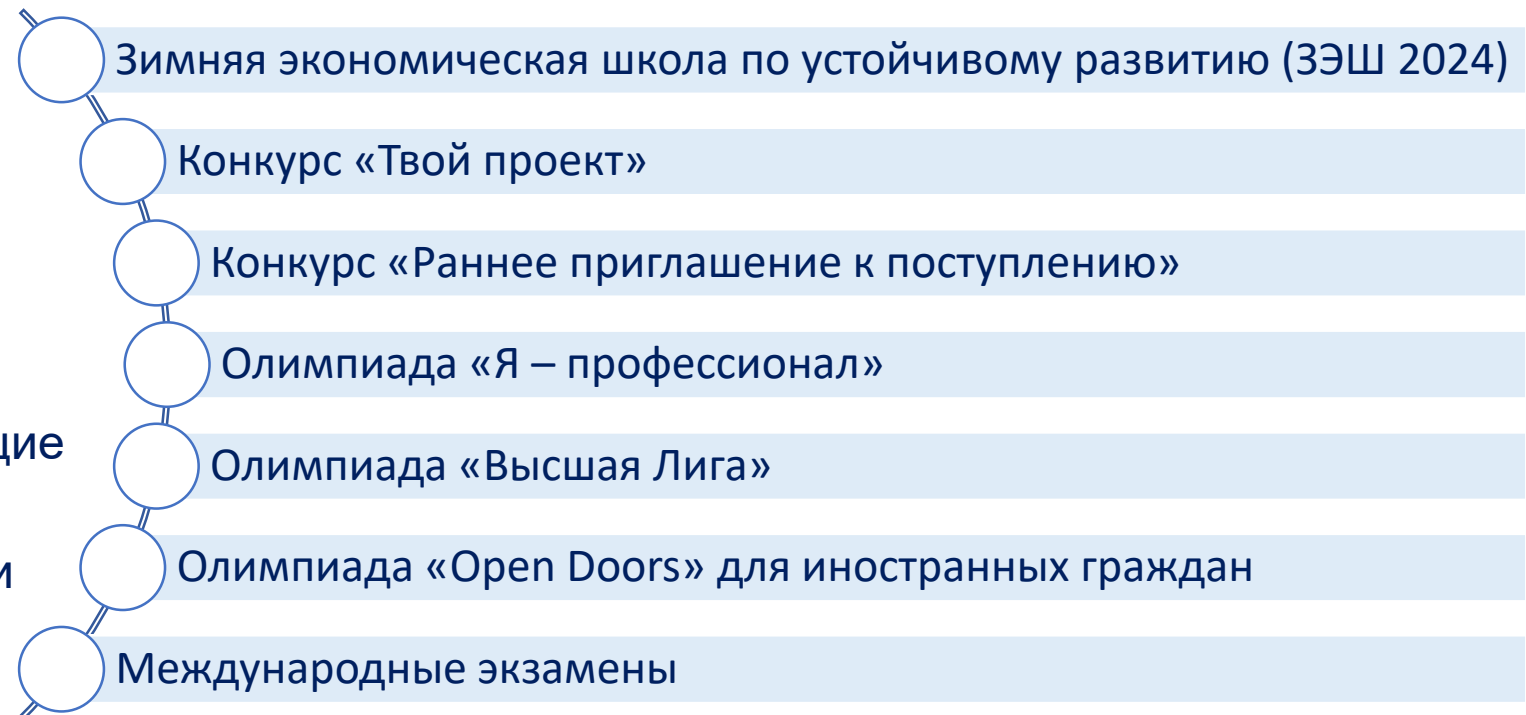 Зимняя экономическая школа по устойчивому развитию (ЗЭШ 2024)
Конкурс «Твой проект»
Конкурс «Раннее приглашение к поступлению»
Олимпиада «Я – профессионал»
Олимпиада «Высшая Лига»
Олимпиада «Open Doors» для иностранных граждан
Международные экзамены